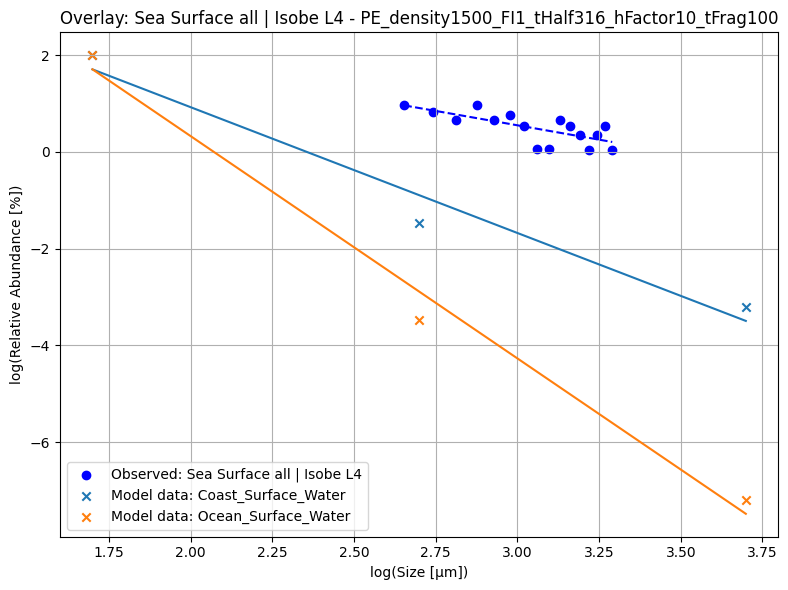 Overlay: Sea Surface all | Isobe L4 - PE_density1500_FI1_tHalf316_hFactor10_tFrag100
2
0
−2
−4
−6
log(Relative Abundance [%])
Observed: Sea Surface all | Isobe L4
Model data: Coast_Surface_Water
Model data: Ocean_Surface_Water
1.75 2.00 2.25 2.50 2.75 3.00 3.25 3.50 3.75
log(Size [μm])